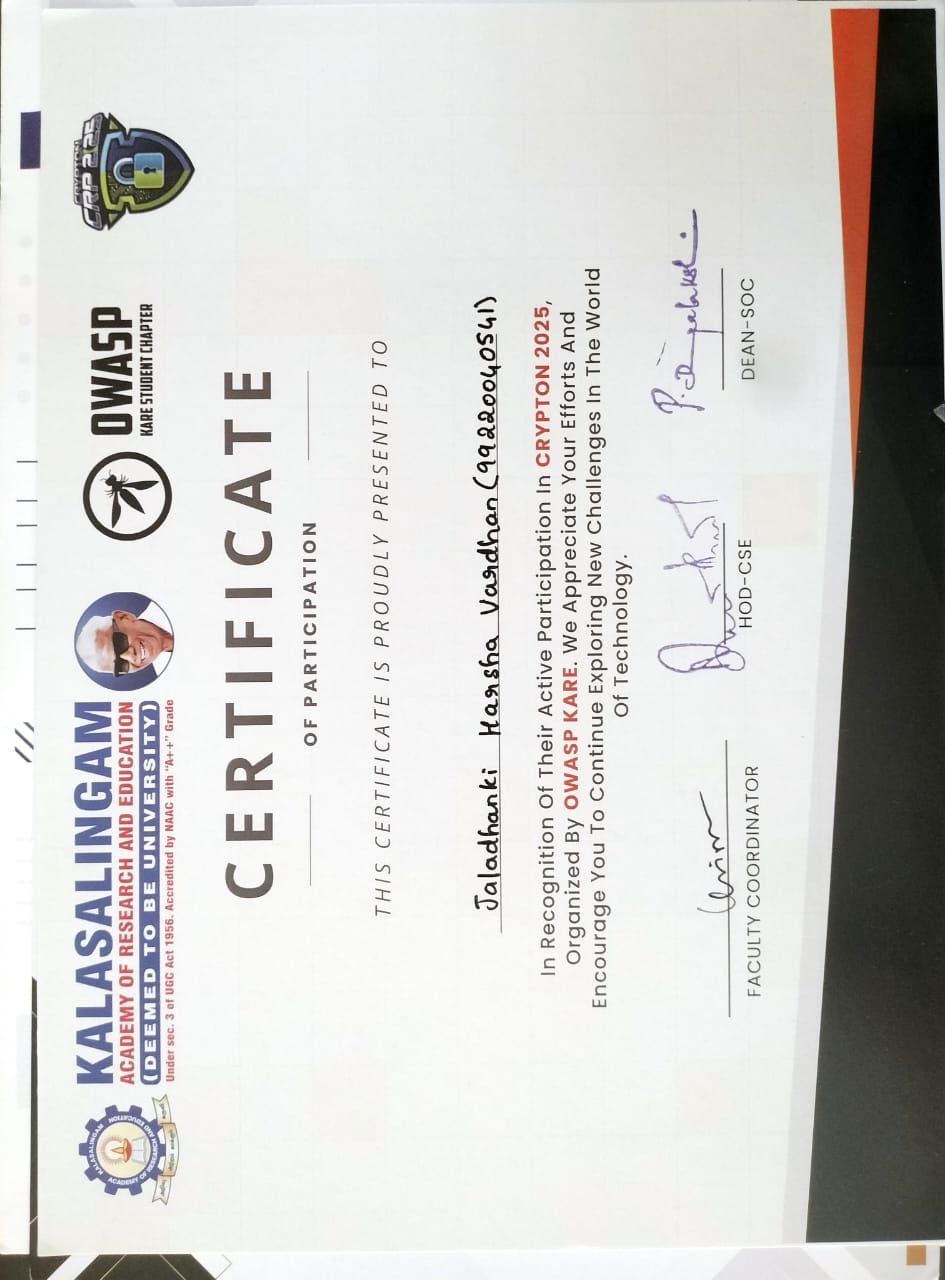 KALASALINGAM
ACADEMY OF RESEARCH AND EDUCATION
(DEEMED TO BE UNIVERSITY)
Under sec. 3 of UGC Act 1956. Accredited by NAAC with "A++" Grade
OWASP
KARE STUDENT CHAPTER
CRYPTON
CRP 2'25
CERTIFICATE
OF PARTICIPATION
THIS CERTIFICATE IS PROUDLY PRESENTED TO
Jaladhanki Harsha Vardhan (99220040541)
In Recognition Of Their Active Participation In CRYPTON 2025,
Organized By OWASP KARE. We Appreciate Your Efforts And
Encourage You To Continue Exploring New Challenges In The World
Of Technology.
FACULTY COORDINATOR
HOD-CSE
DEAN-SOC